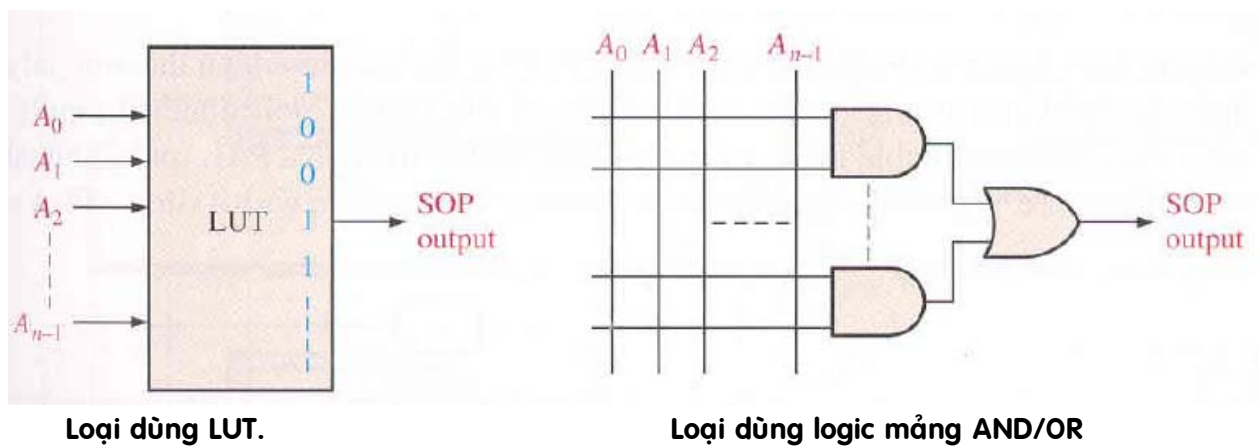 A0 A1 A2 An–1
1
A0
0
A1
0
A2
LUT
1
SOP
output
1
An–1
SOP
output
Loại dùng LUT.
Loại dùng logic mảng AND/OR